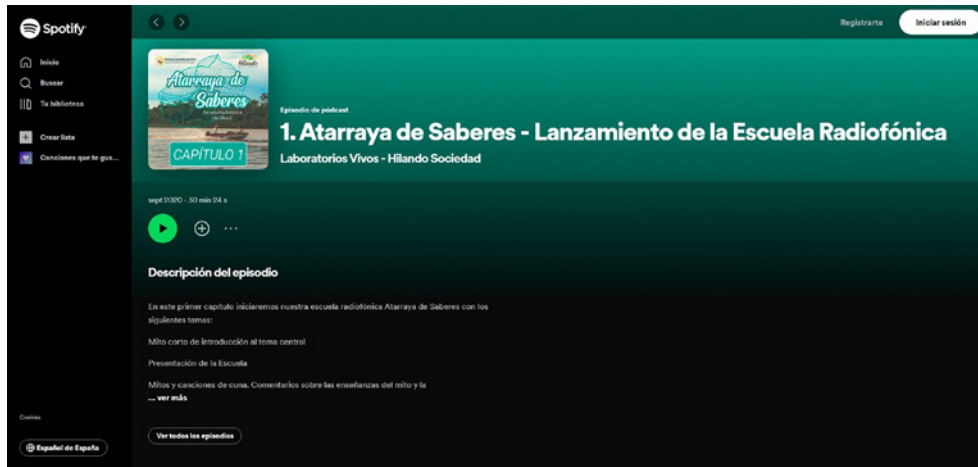 Spotify
Inicio
Buscar
Tu biblioteca
Crear lista
Canciones que te gus...
Cookies
Español de España
Registrarte
Iniciar sesión
Hilando
Atarraya de
Saberes
CAPÍTULO 1
Episodio de pódcast
1. Atarraya de Saberes - Lanzamiento de la Escuela Radiofónica
Laboratorios Vivos - Hilando Sociedad
sept 2020 · 30 min 24 s
Descripción del episodio
En este primer capítulo iniciaremos nuestra escuela radiofónica Atarraya de Saberes con los
siguientes temas:
Mito corto de introducción al tema central
Presentación de la Escuela
Mitos y canciones de cuna. Comentarios sobre las enseñanzas del mito y la
... ver más
Ver todos los episodios